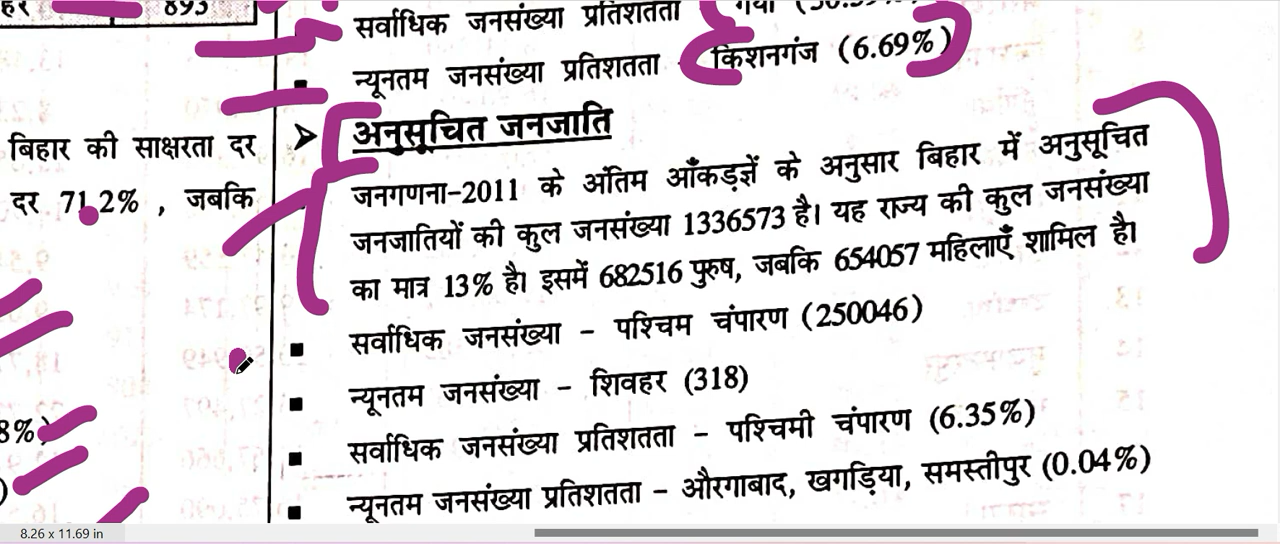 893
सर्वाधिक जनसंख्या प्रतिशतता
न्यूनतम जनसंख्या प्रतिशतता - किशनगंज (6.69%)
बिहार की साक्षरता दर
दर 71.2% , जबकि
8%)
➤ अनुसूचित जनजाति
जनगणना-2011 के अंतिम आँकड़ज्ञें के अनुसार बिहार में अनुसूचित
जनजातियों की कुल जनसंख्या 1336573 है। यह राज्य की कुल जनसंख्या
का मात्र 13% है। इसमें 682516 पुरुष, जबकि 654057 महिलाएँ शामिल है।
■ सर्वाधिक जनसंख्या - पश्चिम चंपारण (250046)
■ न्यूनतम जनसंख्या - शिवहर (318)
■ सर्वाधिक जनसंख्या प्रतिशतता - पश्चिमी चंपारण (6.35%)
■ न्यूनतम जनसंख्या प्रतिशतता - औरगाबाद, खगड़िया, समस्तीपुर (0.04%)
8.26 x 11.69 in